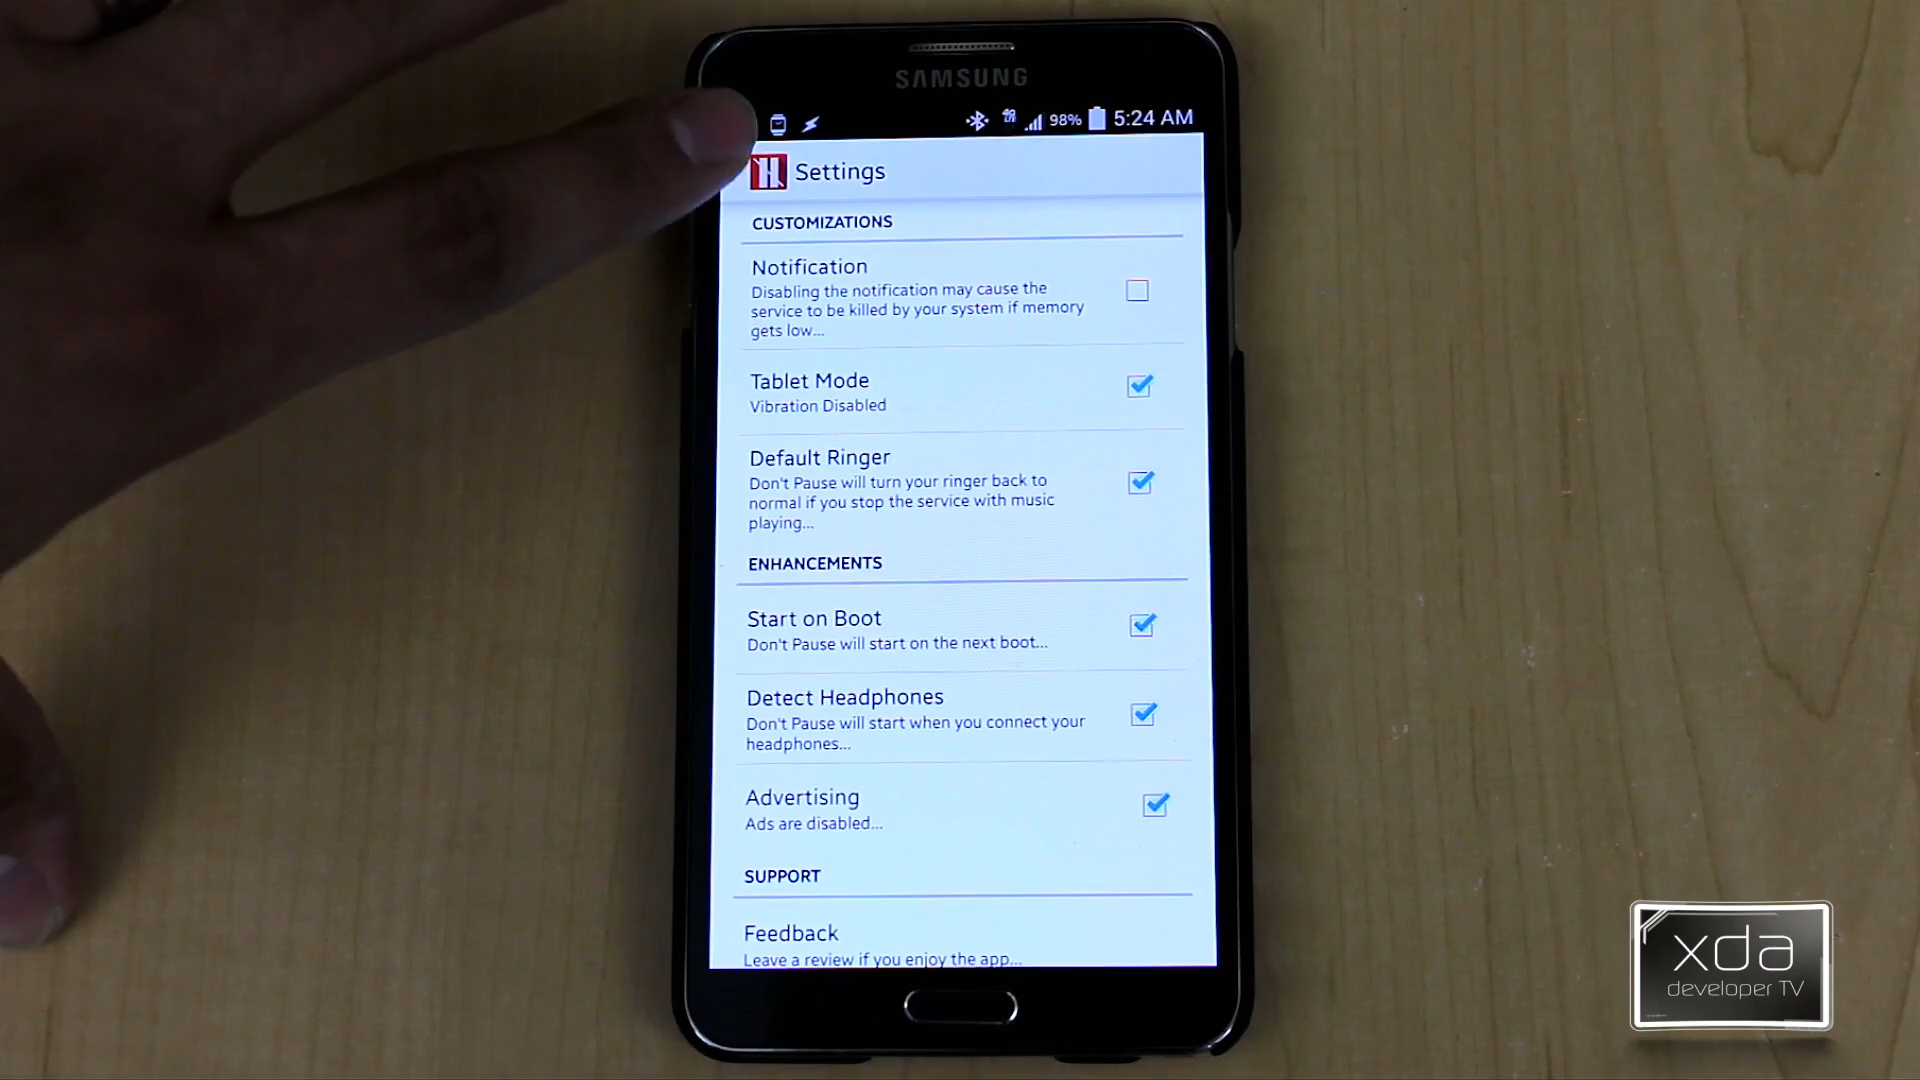 SAMSUNG
98% 5:24 AM
Settings
CUSTOMIZATIONS
Notification
Disabling the notification may cause the
service to be killed by your system if memory
gets low...
Tablet Mode
Vibration Disabled
Default Ringer
Don't Pause will turn your ringer back to
normal if you stop the service with music
playing...
ENHANCEMENTS
Start on Boot
Don't Pause will start on the next boot...
Detect Headphones
Don't Pause will start when you connect your
headphones...
Advertising
Ads are disabled...
SUPPORT
Feedback
Leave a review if you enjoy the app...
xda
developer TV